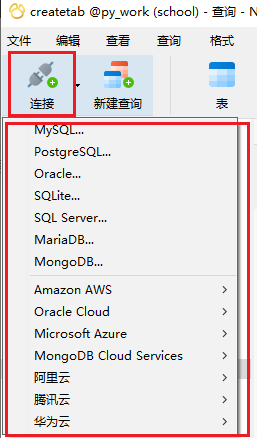 createtab @py_work (school) - 查询 - N
文件 编辑 查看 查询 格式
连接 新建查询 表
MySQL...
PostgreSQL...
Oracle...
SQLite...
SQL Server...
MariaDB...
MongoDB...
Amazon AWS
Oracle Cloud
Microsoft Azure
MongoDB Cloud Services
阿里云
腾讯云
华为云